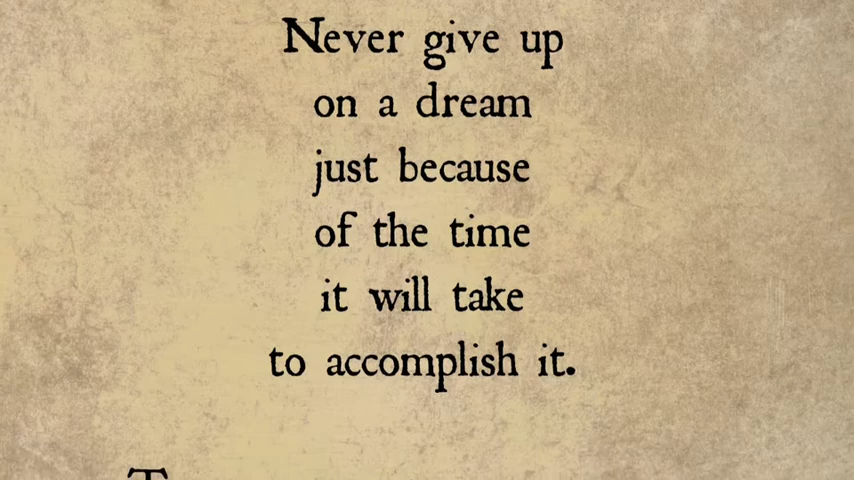 Never give up
on a dream
just because
of the time
it will take
to accomplish it.